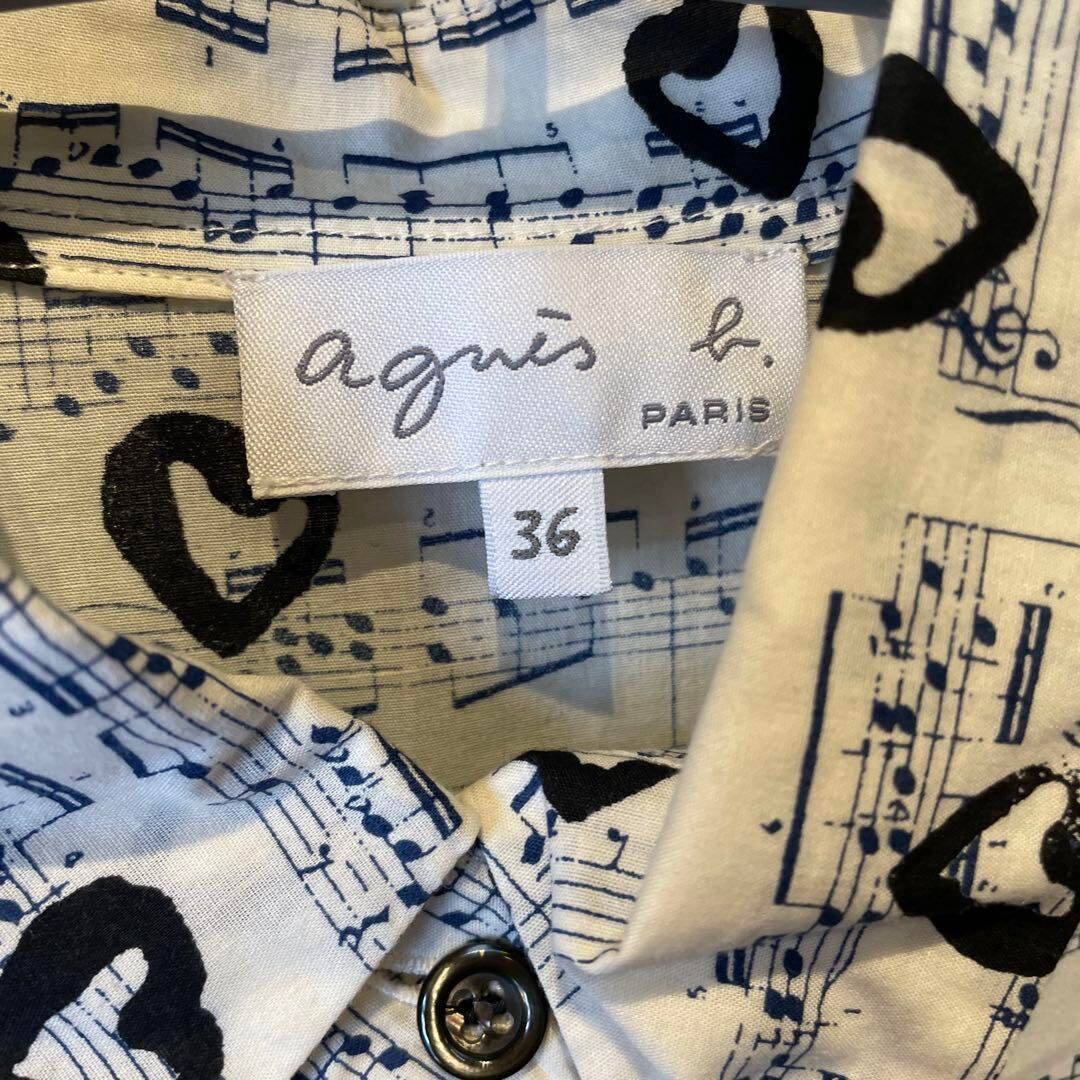 agnès b.
PARIS
36